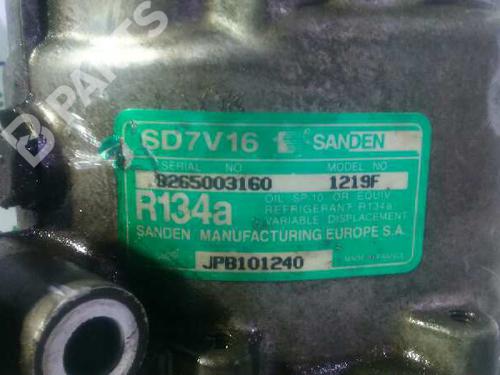 B-PARTS
SD7V16 SANDEN
SERIAL NO MODEL NO
8265003160 1219F
R134a
OIL SP.10 OR EQUIV
REFRIGERANT R134a
VARIABLE DISPLACEMENT
SANDEN MANUFACTURING EUROPE S.A.
JPB101240 MADE IN FRANCE